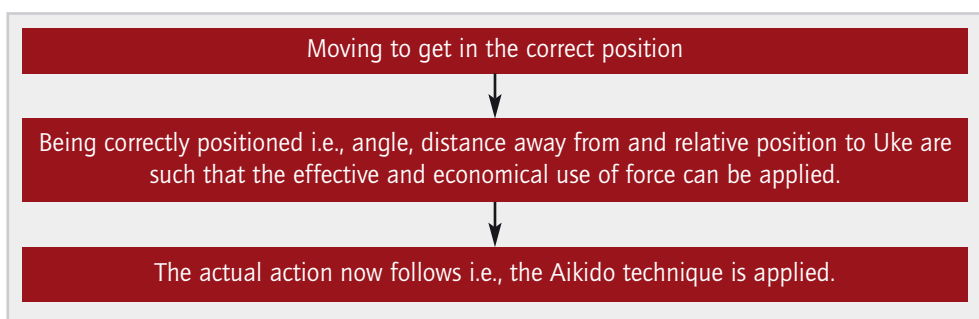 Moving to get in the correct position
Being correctly positioned i.e., angle, distance away from and relative position to Uke are
such that the effective and economical use of force can be applied.
The actual action now follows i.e., the Aikido technique is applied.